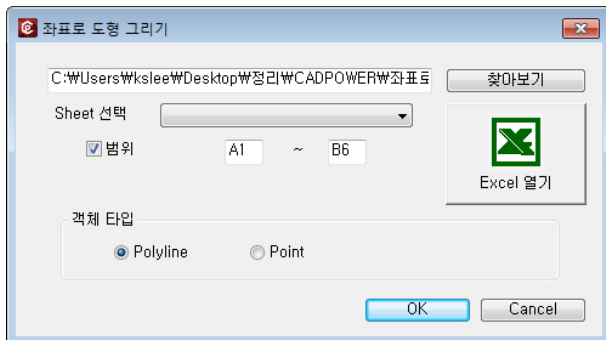 좌표로 도형 그리기
C:₩Users₩kslee₩Desktop₩정리₩CADPOWER₩좌표로
찾아보기
Sheet 선택
범위 A1 ~ B6
Excel 열기
객체 타입
Polyline Point
OK Cancel